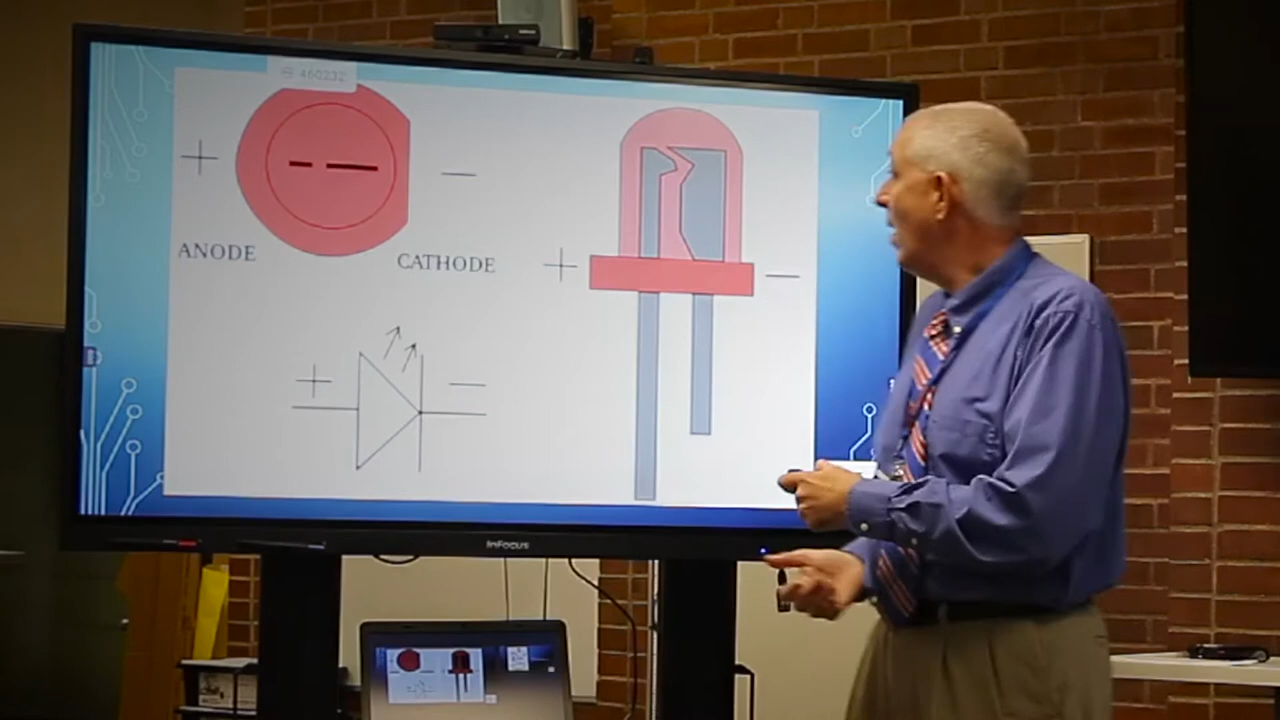 460232
+
−
ANODE
CATHODE
+
−
+
−
InFocus